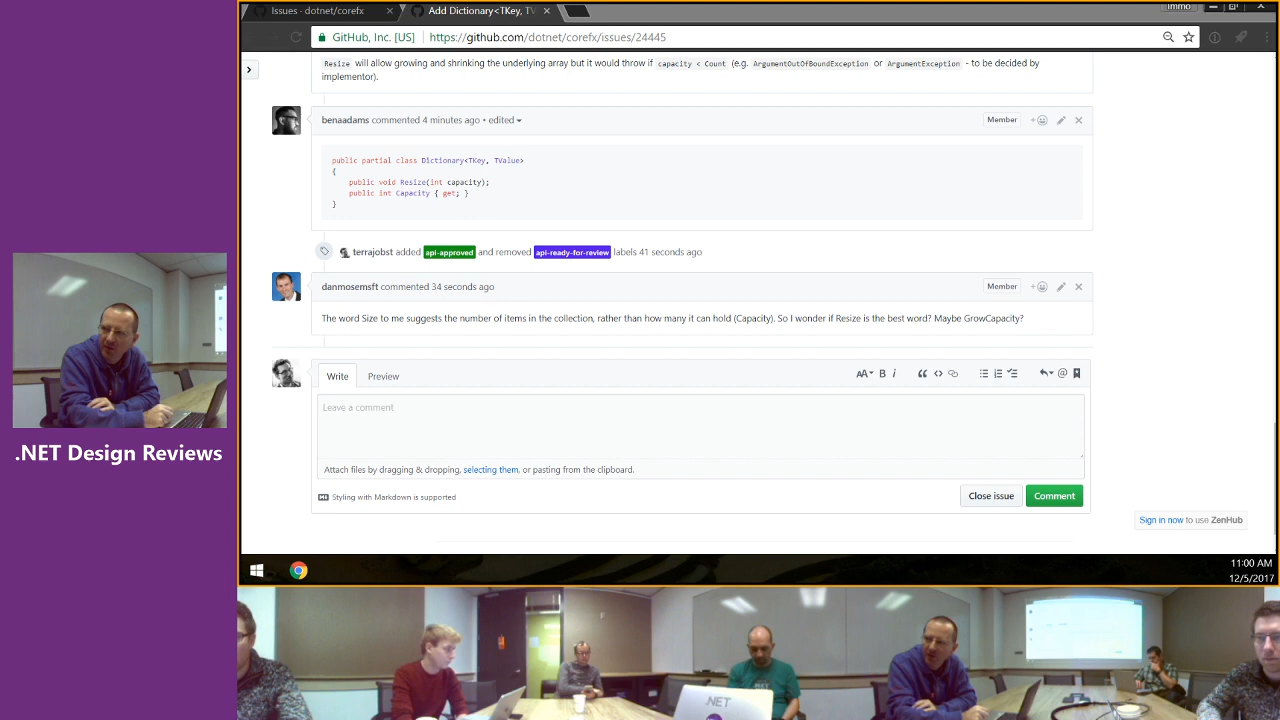 Issues · dotnet/corefx
Add Dictionary<TKey, TV
Immo
GitHub, Inc. [US]
https://github.com/dotnet/corefx/issues/24445
Resize will allow growing and shrinking the underlying array but it would throw if capacity < Count (e.g. ArgumentOutOfBoundException or ArgumentException - to be decided by
implementor).
benaadams commented 4 minutes ago • edited
Member
public partial class Dictionary<TKey, TValue>
{
public void Resize(int capacity);
public int Capacity { get; }
}
terrajobst added api-approved and removed api-ready-for-review labels 41 seconds ago
danmosemsft commented 34 seconds ago
Member
The word Size to me suggests the number of items in the collection, rather than how many it can hold (Capacity). So I wonder if Resize is the best word? Maybe GrowCapacity?
Write
Preview
AA
B
i
Leave a comment
Attach files by dragging & dropping, selecting them, or pasting from the clipboard.
Styling with Markdown is supported
Close issue
Comment
Sign in now to use ZenHub
11:00 AM
12/5/2017
.NET Design Reviews
.NET